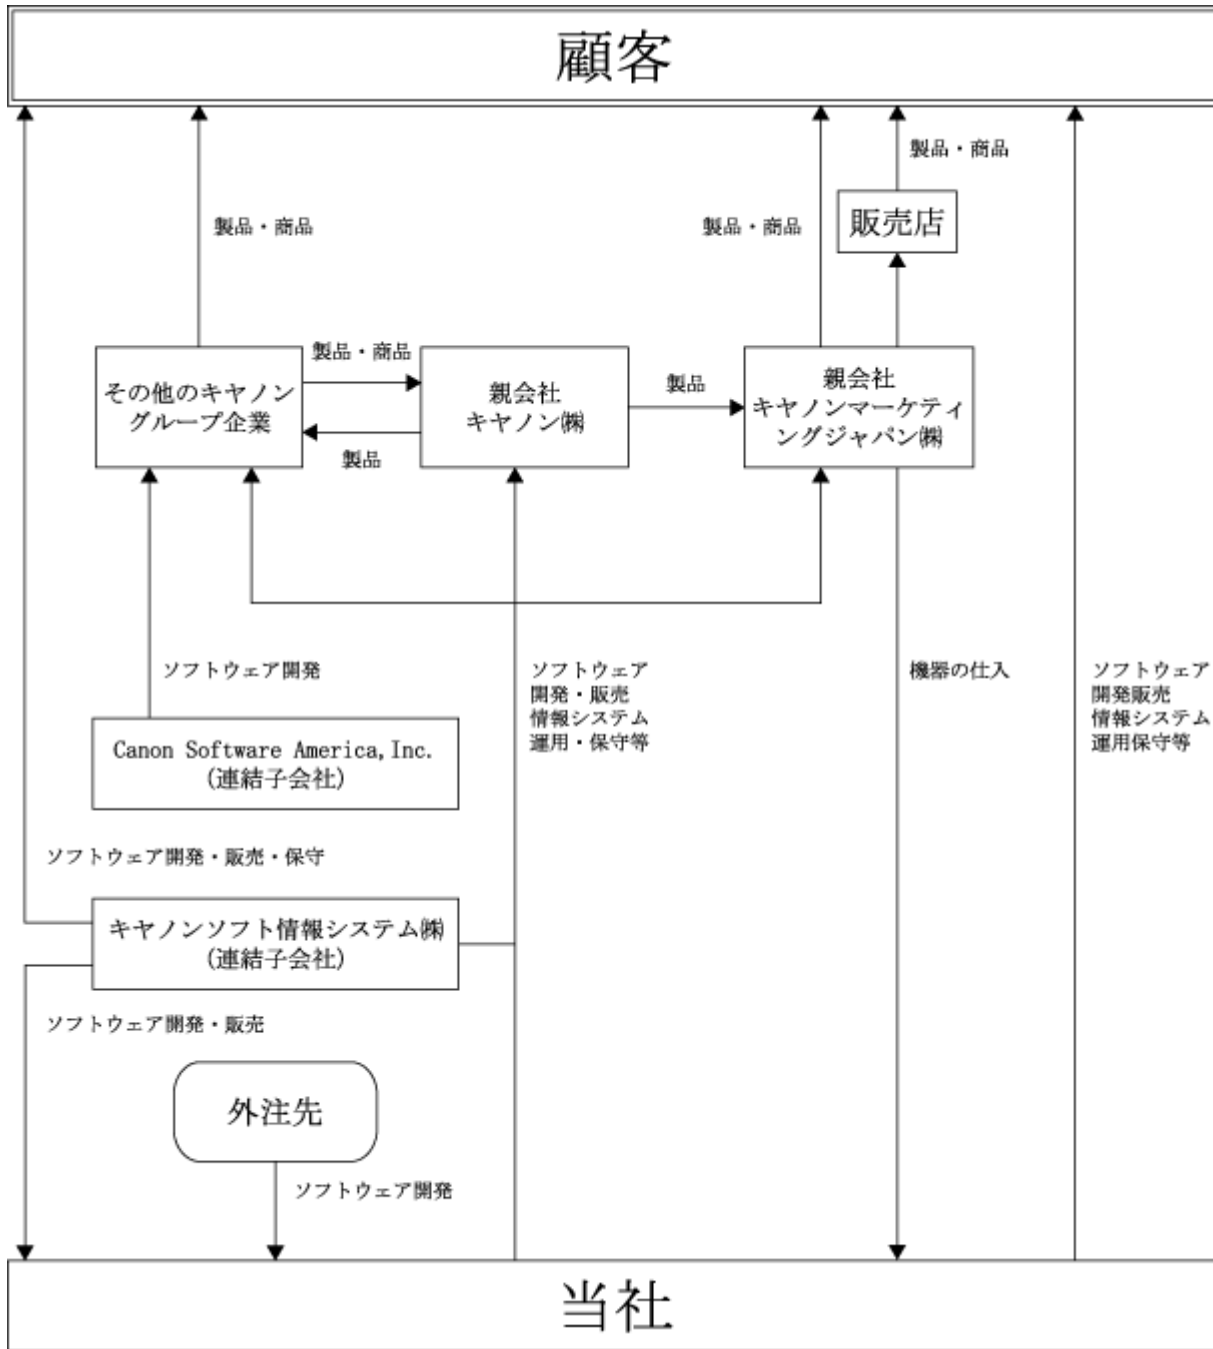 顧客
製品・商品
販売店
製品・商品
製品・商品
その他のキヤノン
グループ企業
製品・商品
製品
親会社
キヤノン㈱
製品
親会社
キヤノンマーケティ
ングジャパン㈱
ソフトウェア開発
ソフトウェア
開発・販売
情報システム
運用・保守等
機器の仕入
ソフトウェア
開発販売
情報システム
運用保守等
Canon Software America,Inc.
(連結子会社)
ソフトウェア開発・販売・保守
キヤノンソフト情報システム㈱
(連結子会社)
ソフトウェア開発・販売
外注先
ソフトウェア開発
当社